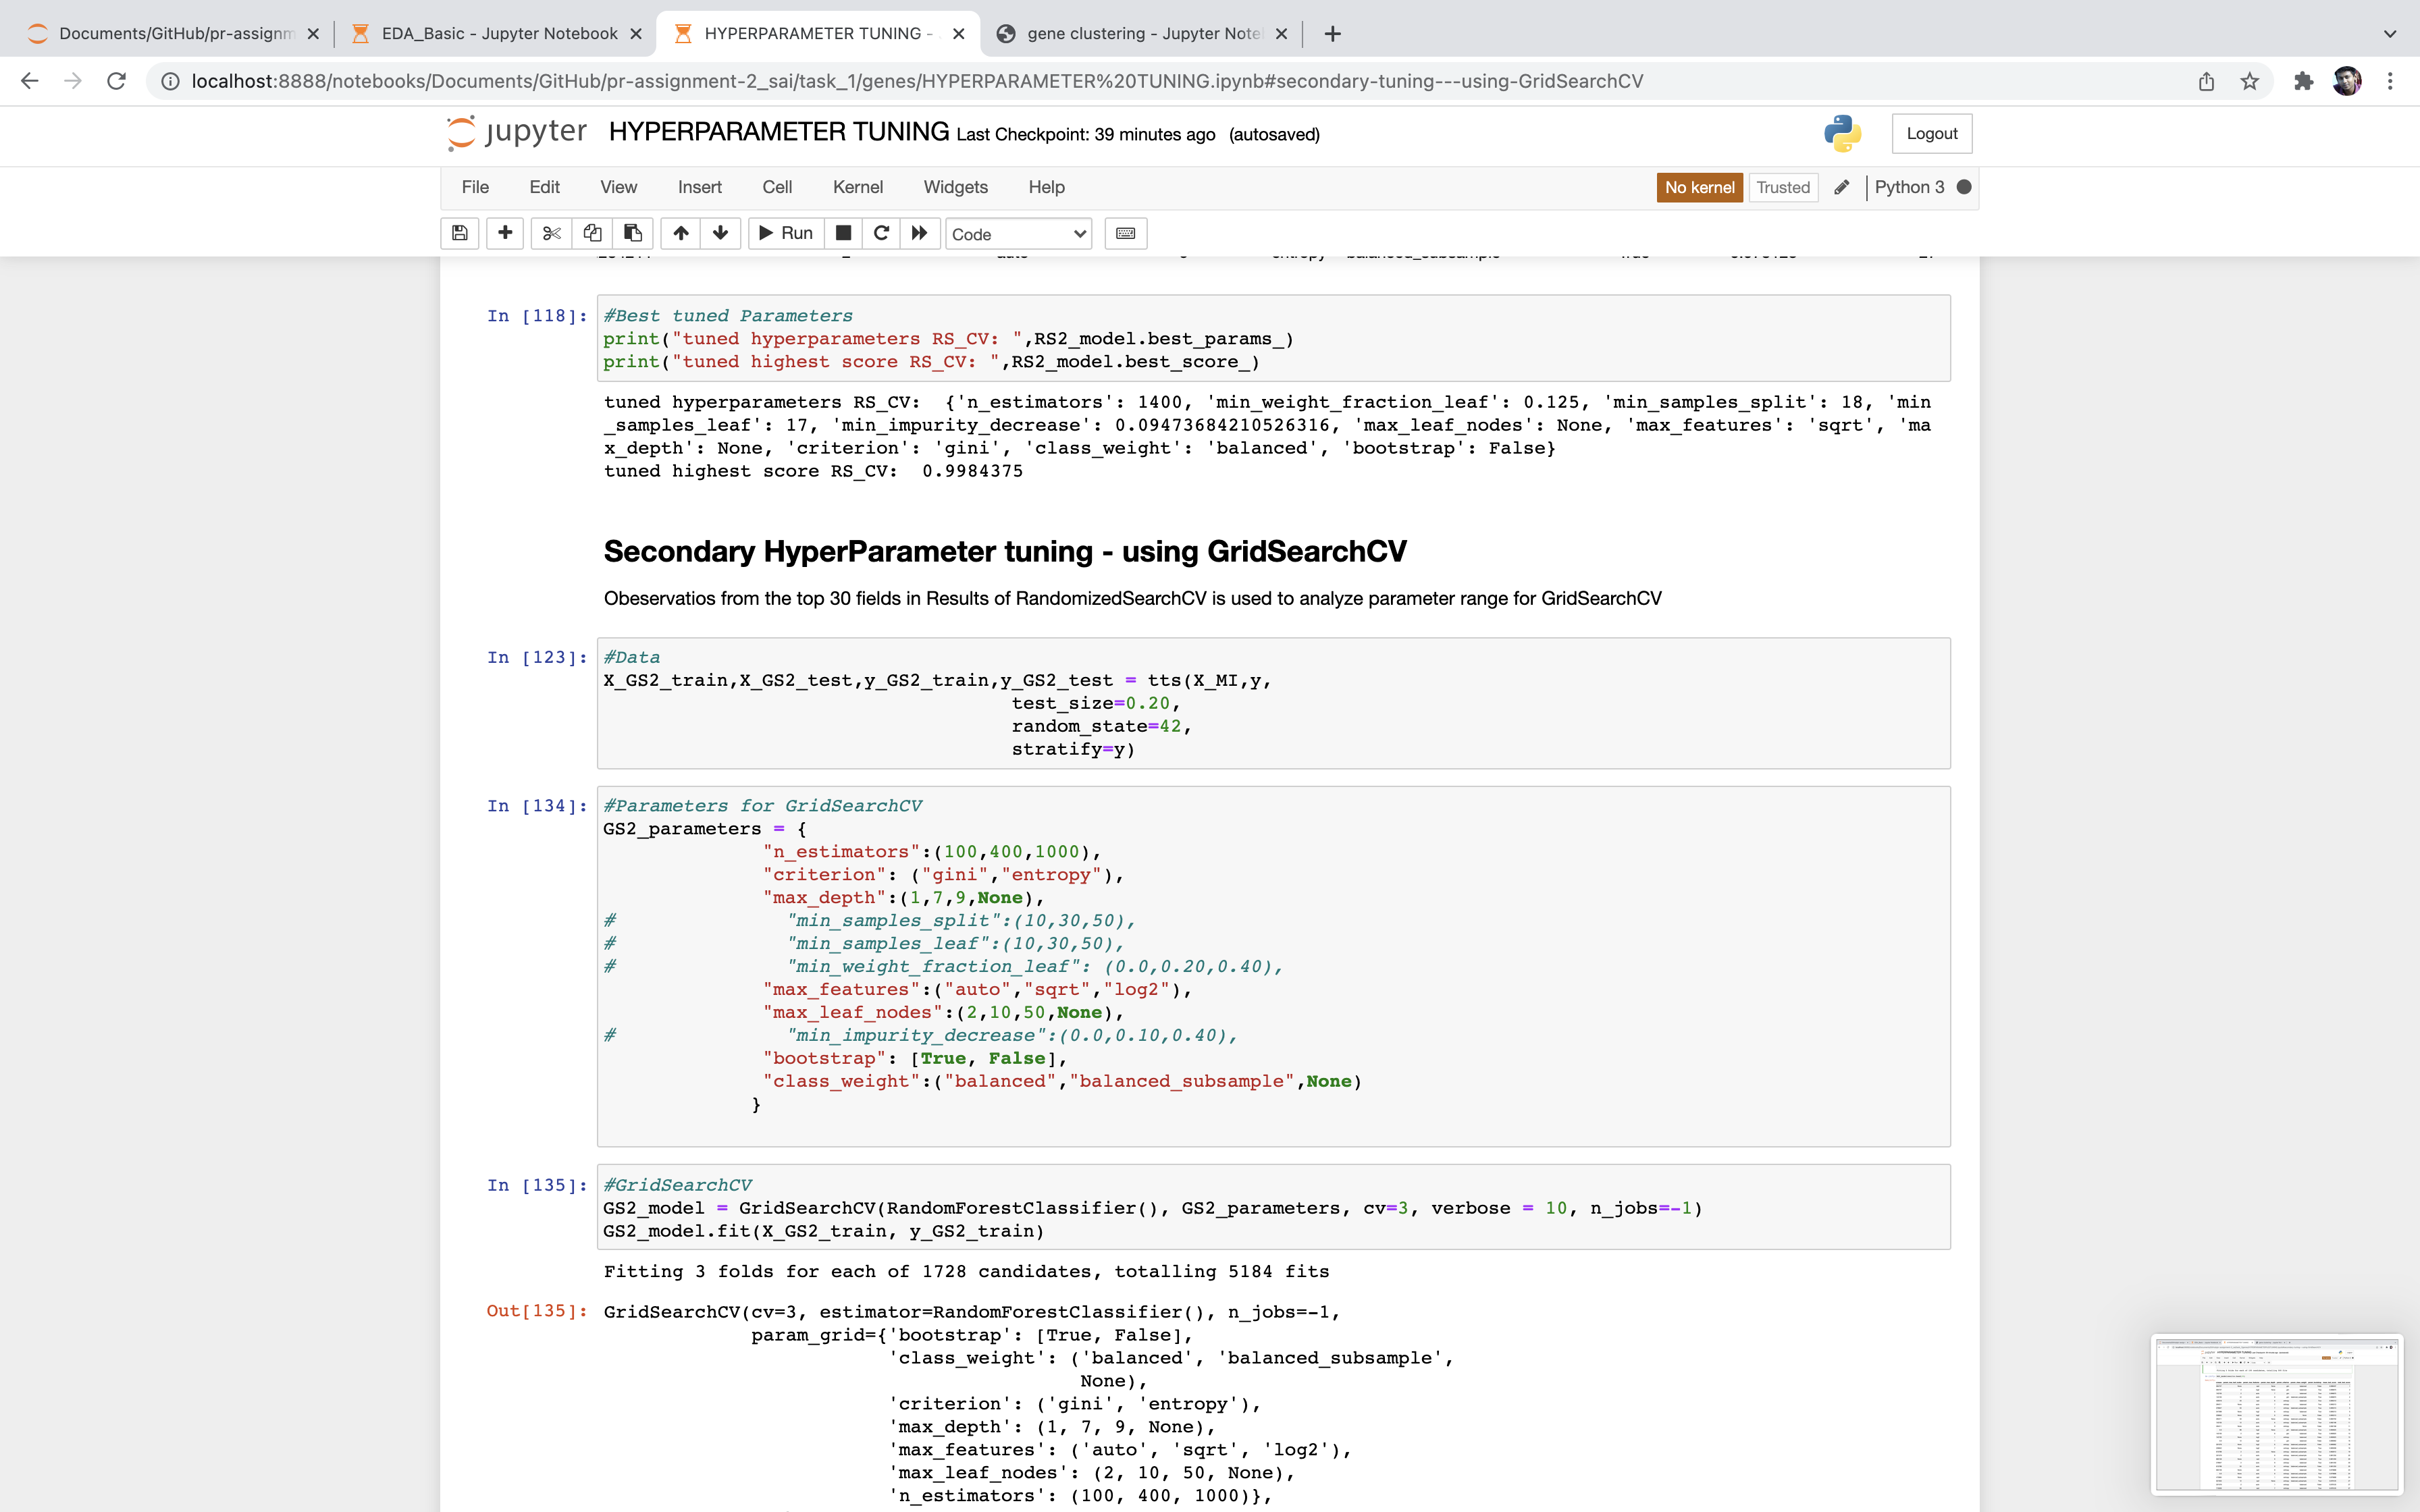 Documents/GitHub/pr-assignm
EDA_Basic - Jupyter Notebook
HYPERPARAMETER TUNING -
gene clustering - Jupyter Note
localhost:8888/notebooks/Documents/GitHub/pr-assignment-2_sai/task_1/genes/HYPERPARAMETER%20TUNING.ipynb#secondary-tuning---using-GridSearchCV
jupyter HYPERPARAMETER TUNING Last Checkpoint: 39 minutes ago (autosaved)
Logout
File Edit View Insert Cell Kernel Widgets Help
No kernel Trusted Python 3
Run Code
In [118]: #Best tuned Parameters
print("tuned hyperparameters RS_CV: ",RS2_model.best_params_)
print("tuned highest score RS_CV: ",RS2_model.best_score_)
tuned hyperparameters RS_CV:  {'n_estimators': 1400, 'min_weight_fraction_leaf': 0.125, 'min_samples_split': 18, 'min
_samples_leaf': 17, 'min_impurity_decrease': 0.09473684210526316, 'max_leaf_nodes': None, 'max_features': 'sqrt', 'ma
x_depth': None, 'criterion': 'gini', 'class_weight': 'balanced', 'bootstrap': False}
tuned highest score RS_CV:  0.9984375
Secondary HyperParameter tuning - using GridSearchCV
Obeservatios from the top 30 fields in Results of RandomizedSearchCV is used to analyze parameter range for GridSearchCV
In [123]: #Data
X_GS2_train,X_GS2_test,y_GS2_train,y_GS2_test = tts(X_MI,y,
test_size=0.20,
random_state=42,
stratify=y)
In [134]: #Parameters for GridSearchCV
GS2_parameters = {
"n_estimators":(100,400,1000),
"criterion": ("gini","entropy"),
"max_depth":(1,7,9,None),
# "min_samples_split":(10,30,50),
# "min_samples_leaf":(10,30,50),
# "min_weight_fraction_leaf": (0.0,0.20,0.40),
"max_features":("auto","sqrt","log2"),
"max_leaf_nodes":(2,10,50,None),
# "min_impurity_decrease":(0.0,0.10,0.40),
"bootstrap": [True, False],
"class_weight":("balanced","balanced_subsample",None)
}
In [135]: #GridSearchCV
GS2_model = GridSearchCV(RandomForestClassifier(), GS2_parameters, cv=3, verbose = 10, n_jobs=-1)
GS2_model.fit(X_GS2_train, y_GS2_train)
Fitting 3 folds for each of 1728 candidates, totalling 5184 fits
Out[135]: GridSearchCV(cv=3, estimator=RandomForestClassifier(), n_jobs=-1,
param_grid={'bootstrap': [True, False],
'class_weight': ('balanced', 'balanced_subsample',
None),
'criterion': ('gini', 'entropy'),
'max_depth': (1, 7, 9, None),
'max_features': ('auto', 'sqrt', 'log2'),
'max_leaf_nodes': (2, 10, 50, None),
'n_estimators': (100, 400, 1000)},